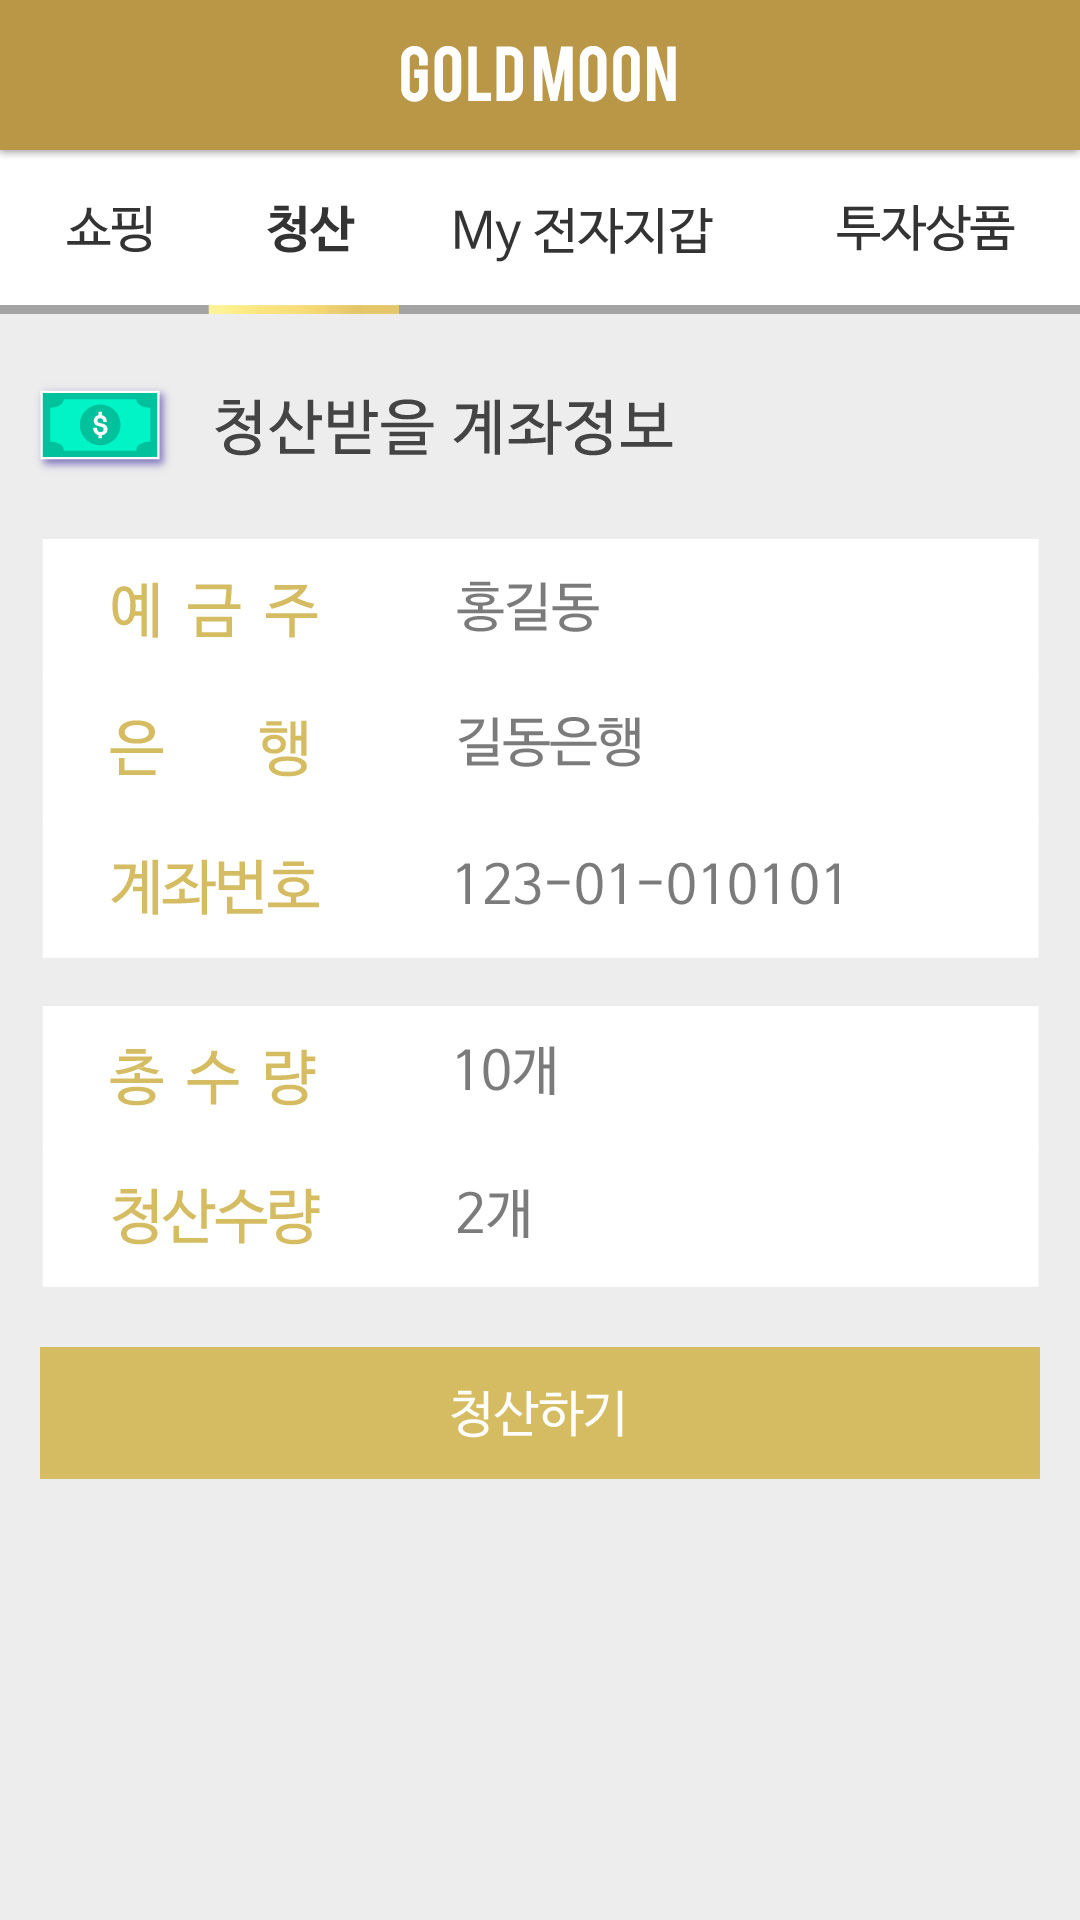 GOLDMOON
쇼핑 청산 My 전자지갑 투자상품
$ 청산받을 계좌정보
예 금 주 홍길동
은 행 길동은행
계좌번호 123-01-010101
총 수 량 10개
청산수량 2개
청산하기